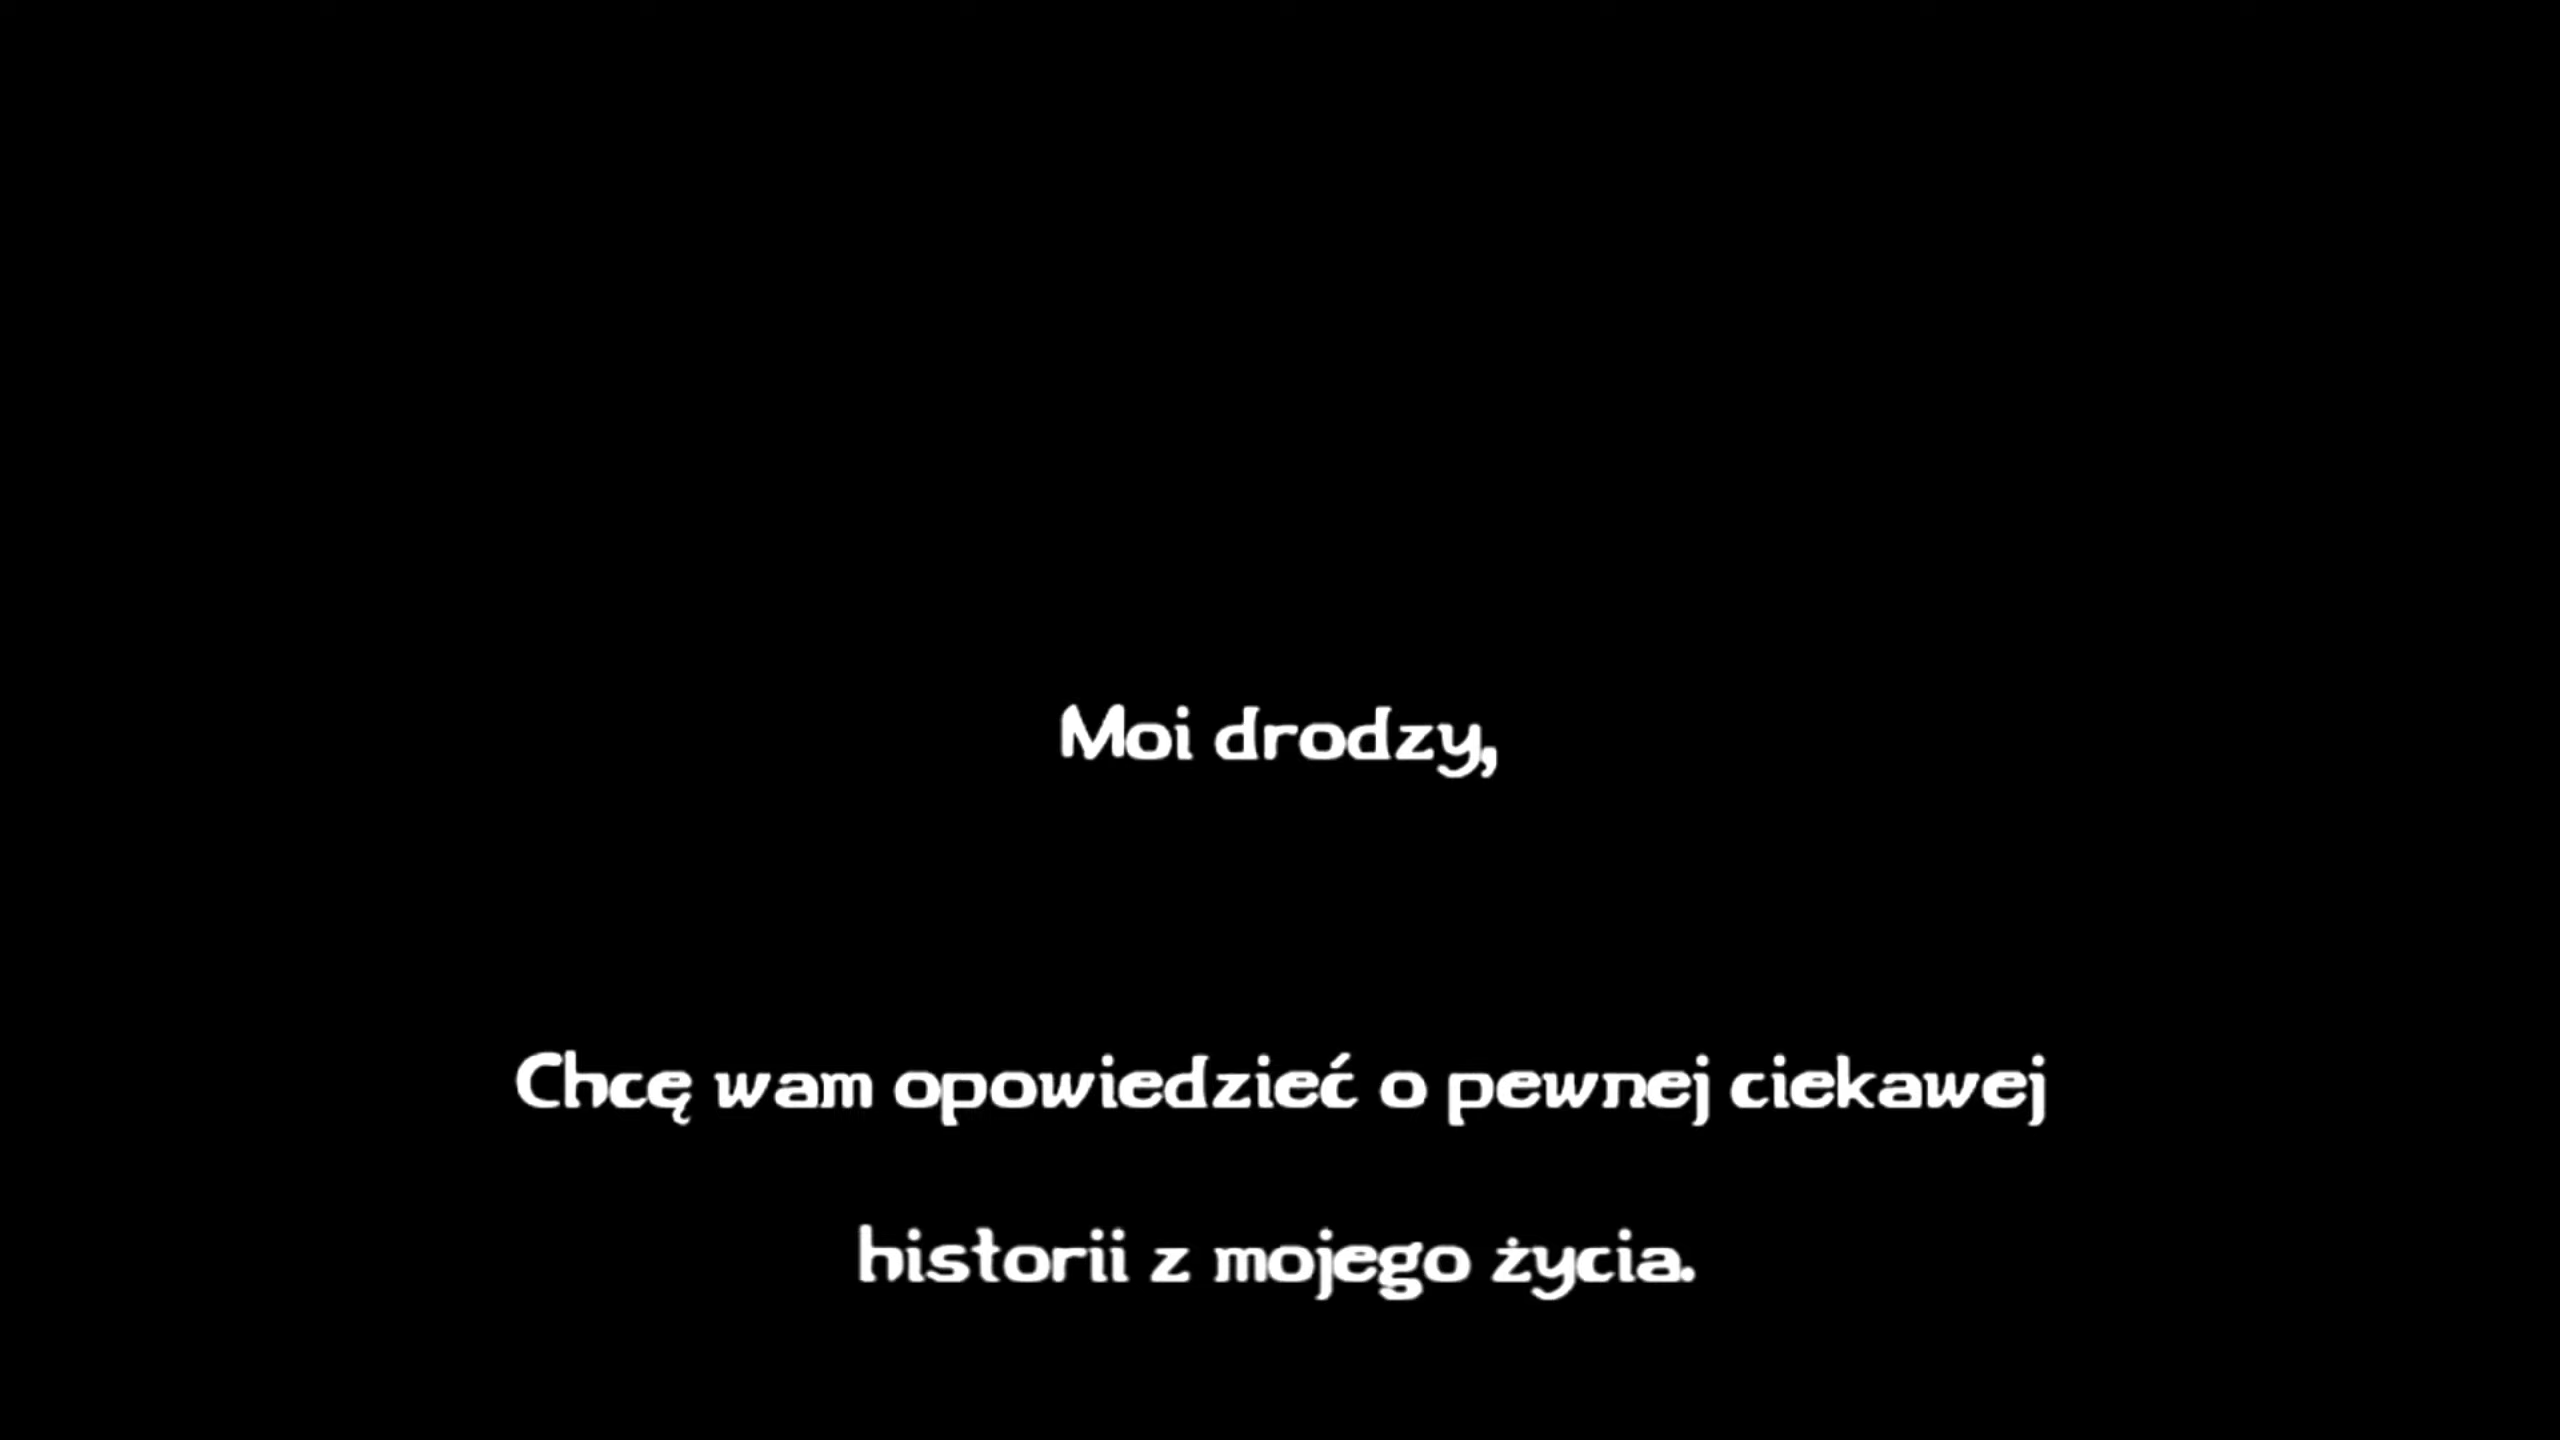 Moi drodzy,
Chcę wam opowiedzieć o pewnej ciekawej
historii z mojego życia.